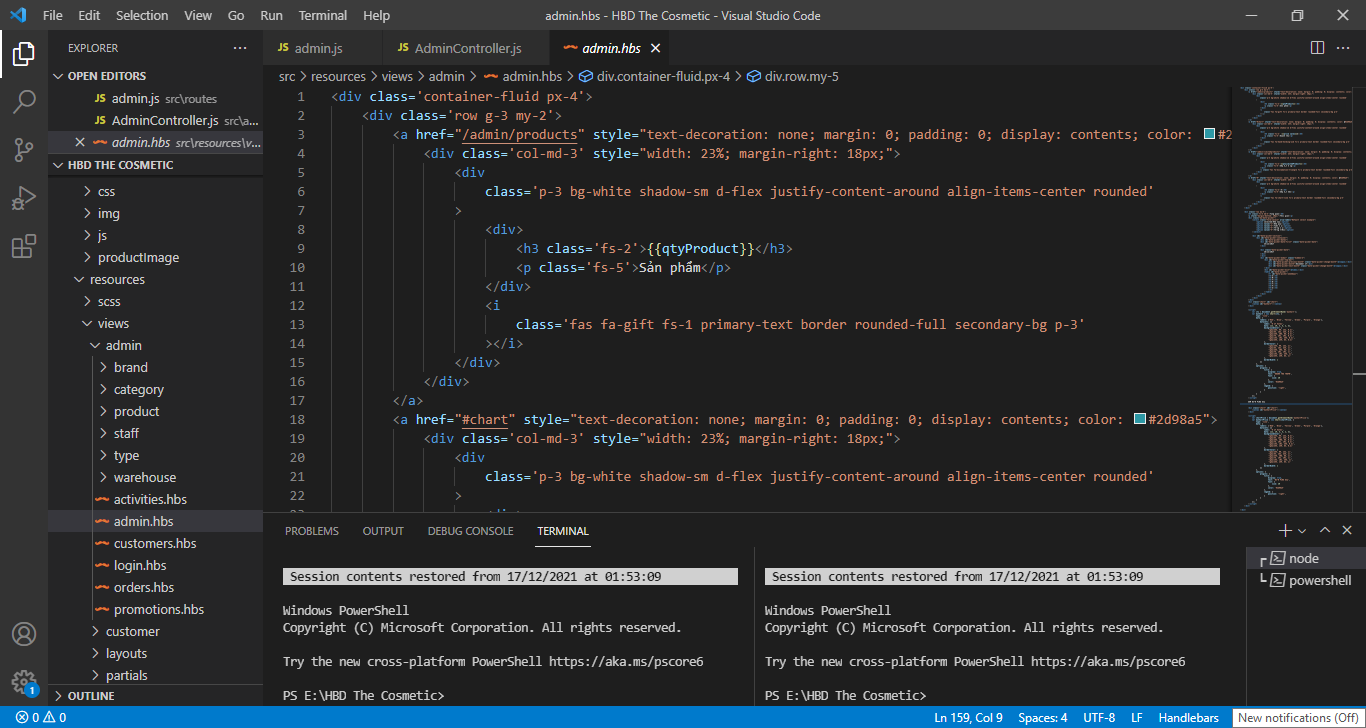 File Edit Selection View Go Run Terminal Help
admin.hbs - HBD The Cosmetic - Visual Studio Code
EXPLORER
JS admin.js
JS AdminController.js
admin.hbs
OPEN EDITORS
JS admin.js src\routes
JS AdminController.js src\a...
admin.hbs src\resources\v...
HBD THE COSMETIC
css
img
js
productImage
resources
scss
views
admin
brand
category
product
staff
type
warehouse
activities.hbs
admin.hbs
customers.hbs
login.hbs
orders.hbs
promotions.hbs
customer
layouts
partials
OUTLINE
src > resources > views > admin > admin.hbs > div.container-fluid.px-4 > div.row.my-5
1 <div class='container-fluid px-4'>
2 <div class='row g-3 my-2'>
3 <a href="/admin/products" style="text-decoration: none; margin: 0; padding: 0; display: contents; color: #2
4 <div class='col-md-3' style="width: 23%; margin-right: 18px;">
5 <div
6 class='p-3 bg-white shadow-sm d-flex justify-content-around align-items-center rounded'
7 >
8 <div>
9 <h3 class='fs-2'>{{qtyProduct}}</h3>
10 <p class='fs-5'>Sản phẩm</p>
11 </div>
12 <i
13 class='fas fa-gift fs-1 primary-text border rounded-full secondary-bg p-3'
14 ></i>
15 </div>
16 </div>
17 </a>
18 <a href="#chart" style="text-decoration: none; margin: 0; padding: 0; display: contents; color: #2d98a5">
19 <div class='col-md-3' style="width: 23%; margin-right: 18px;">
20 <div
21 class='p-3 bg-white shadow-sm d-flex justify-content-around align-items-center rounded'
22 >
PROBLEMS OUTPUT DEBUG CONSOLE TERMINAL
Session contents restored from 17/12/2021 at 01:53:09
Windows PowerShell
Copyright (C) Microsoft Corporation. All rights reserved.
Try the new cross-platform PowerShell https://aka.ms/pscore6
PS E:\HBD The Cosmetic>
Session contents restored from 17/12/2021 at 01:53:09
Windows PowerShell
Copyright (C) Microsoft Corporation. All rights reserved.
Try the new cross-platform PowerShell https://aka.ms/pscore6
PS E:\HBD The Cosmetic>
node
powershell
1
0 0
Ln 159, Col 9 Spaces: 4 UTF-8 LF Handlebars
New notifications (Off)